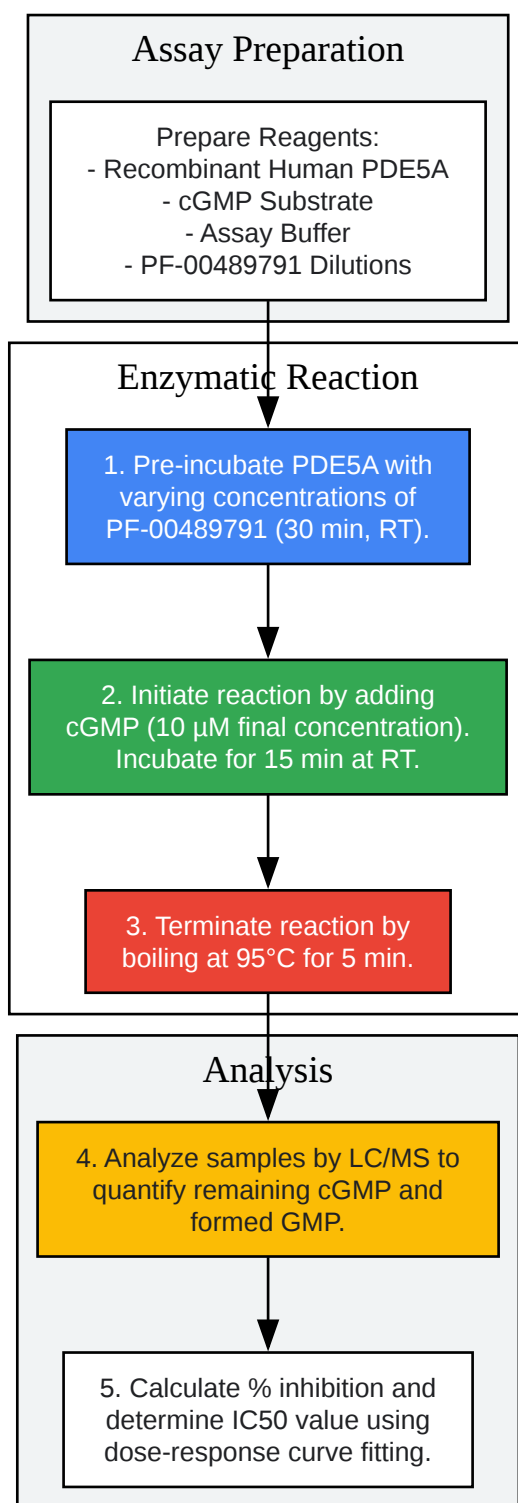 Assay Preparation
Prepare Reagents:
- Recombinant Human PDE5A
- cGMP Substrate
- Assay Buffer
- PF-00489791 Dilutions
Enzymatic Reaction
1. Pre-incubate PDE5A with
varying concentrations of
PF-00489791 (30 min, RT).
2. Initiate reaction by adding
cGMP (10 µM final concentration).
Incubate for 15 min at RT.
3. Terminate reaction by
boiling at 95°C for 5 min.
Analysis
4. Analyze samples by LC/MS to
quantify remaining cGMP and
formed GMP.
5. Calculate % inhibition and
determine IC50 value using
dose-response curve fitting.